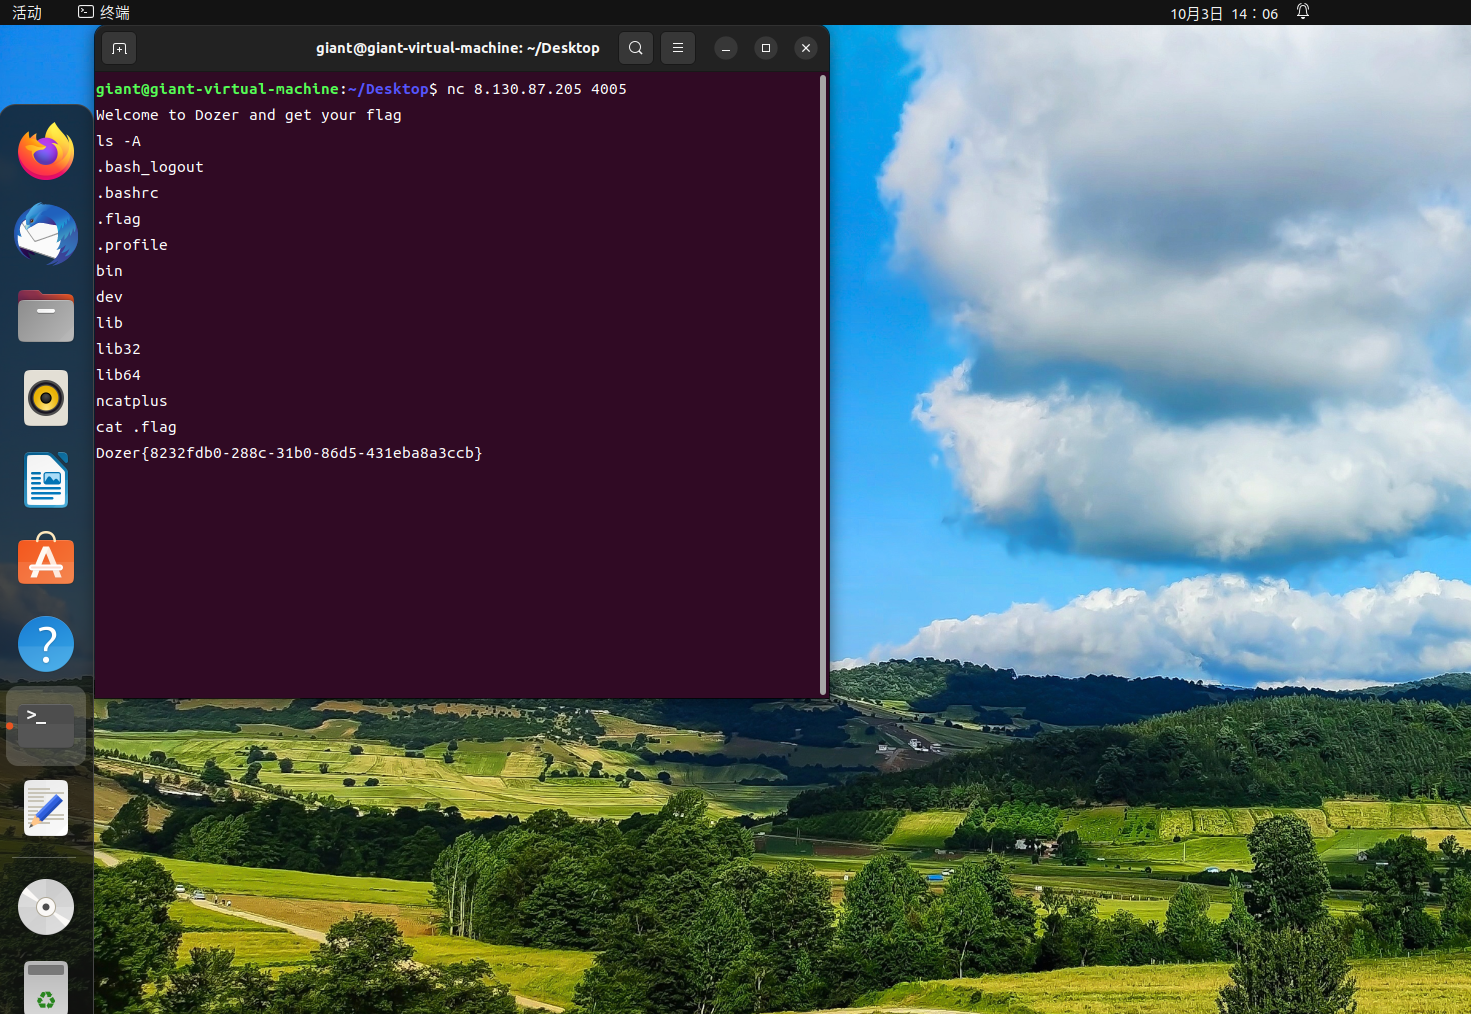 活动 终端 10月3日 14：06
giant@giant-virtual-machine: ~/Desktop
giant@giant-virtual-machine:~/Desktop$ nc 8.130.87.205 4005
Welcome to Dozer and get your flag
ls -A
.bash_logout
.bashrc
.flag
.profile
bin
dev
lib
lib32
lib64
ncatplus
cat .flag
Dozer{8232fdb0-288c-31b0-86d5-431eba8a3ccb}